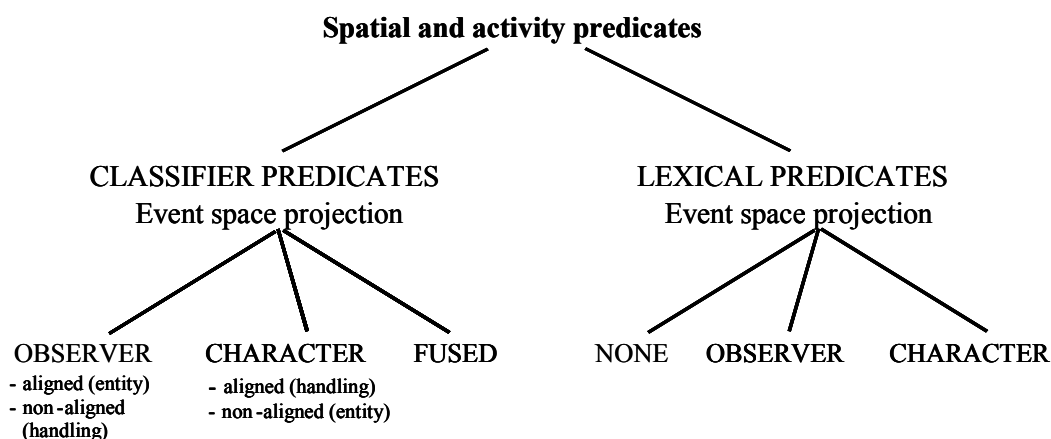 Spatial and activity predicates
CLASSIFIER PREDICATES
Event space projection
LEXICAL PREDICATES
Event space projection
OBSERVER
- aligned (entity)
- non-aligned
(handling)
CHARACTER
- aligned (handling)
- non-aligned (entity)
FUSED
NONE
OBSERVER
CHARACTER